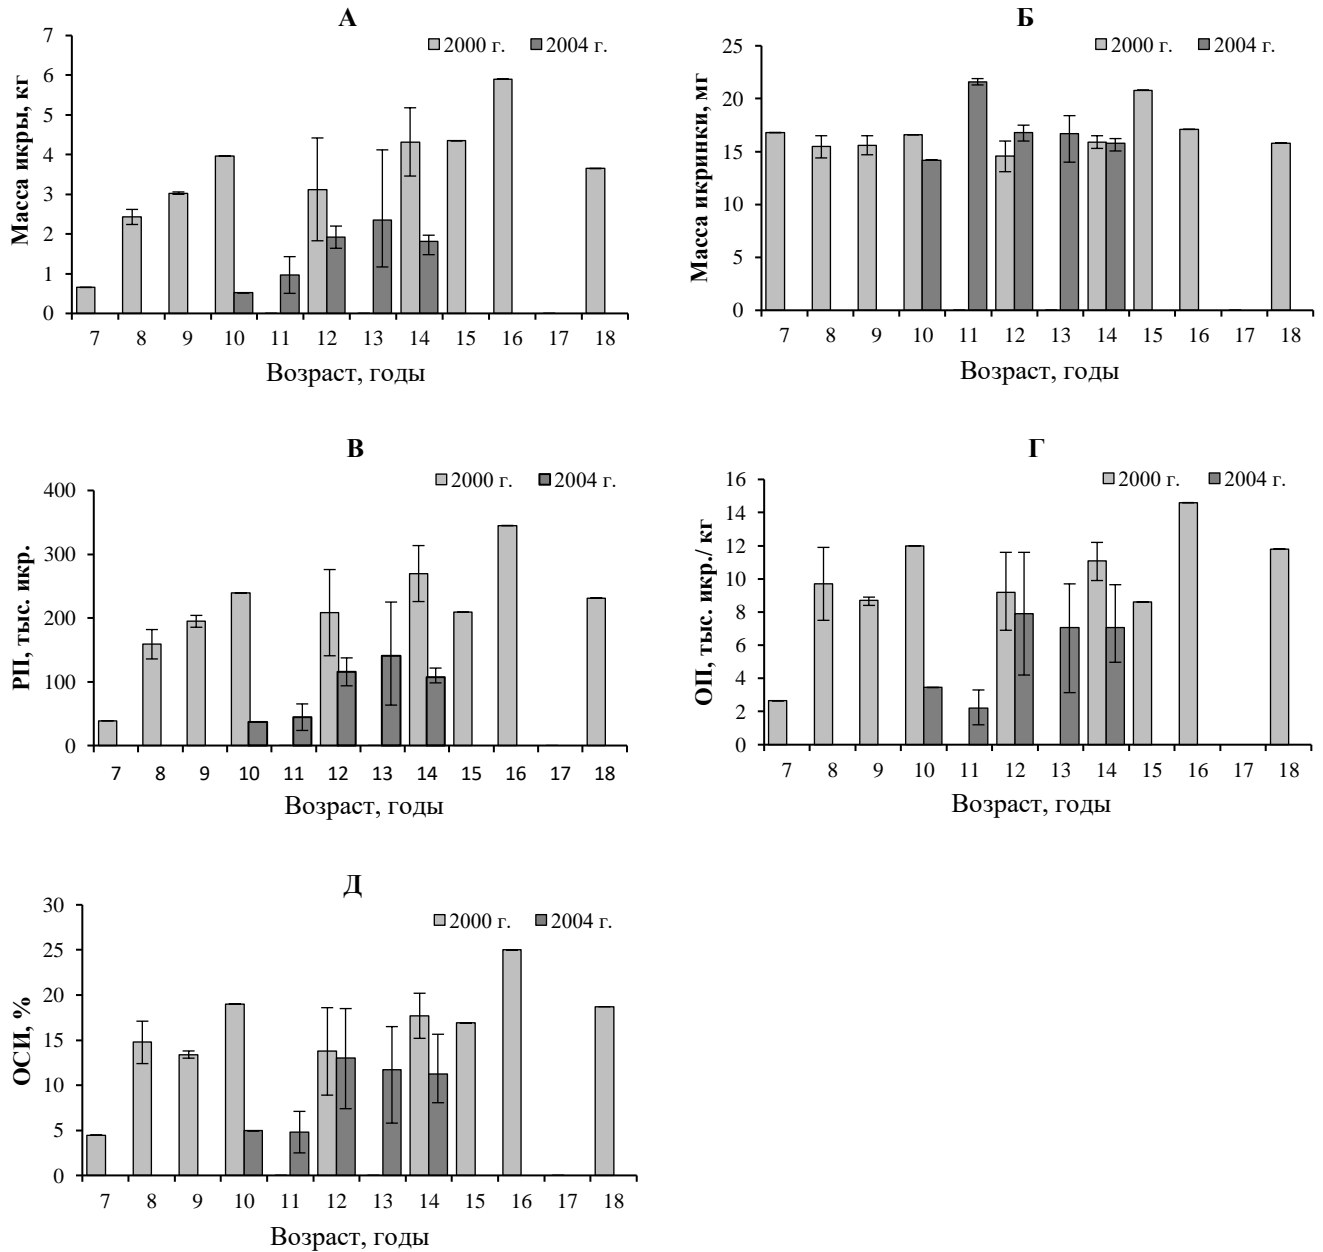 А
2000 г. 2004 г.
Масса икры, кг
7
6
5
4
3
2
1
0
7 8 9 10 11 12 13 14 15 16 17 18
Возраст, годы
Б
2000 г. 2004 г.
Масса икринки, мг
25
20
15
10
5
0
7 8 9 10 11 12 13 14 15 16 17 18
Возраст, годы
В
2000 г. 2004 г.
РП, тыс. икр.
400
300
200
100
0
7 8 9 10 11 12 13 14 15 16 17 18
Возраст, годы
Г
2000 г. 2004 г.
ОП, тыс. икр./ кг
16
14
12
10
8
6
4
2
0
7 8 9 10 11 12 13 14 15 16 17 18
Возраст, годы
Д
2000 г. 2004 г.
ОСИ, %
30
25
20
15
10
5
0
7 8 9 10 11 12 13 14 15 16 17 18
Возраст, годы